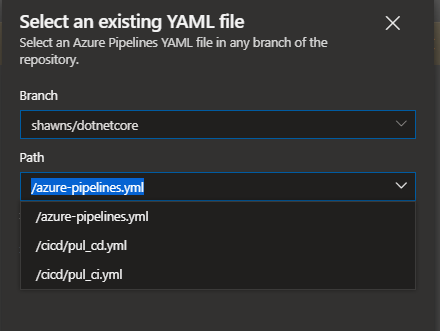 Select an existing YAML file
Select an Azure Pipelines YAML file in any branch of the
repository.
Branch
shawns/dotnetcore
Path
/azure-pipelines.yml
/azure-pipelines.yml
/cicd/pul_cd.yml
/cicd/pul_ci.yml